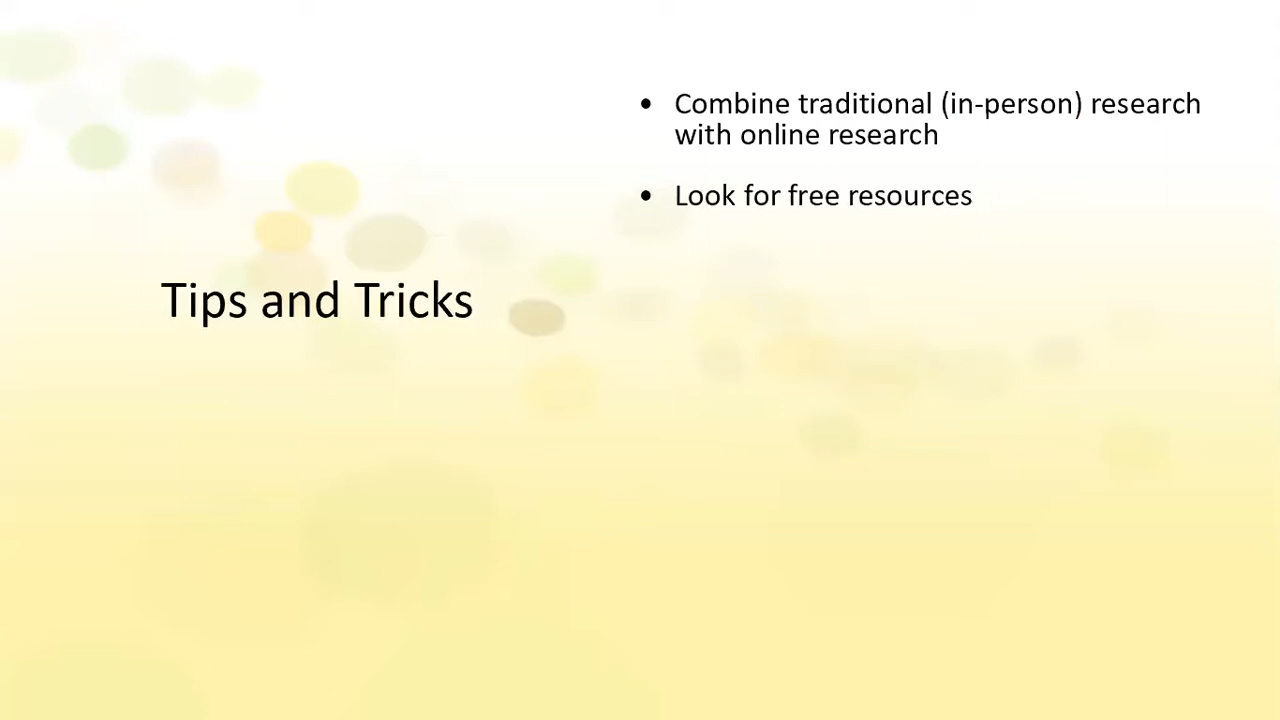 Tips and Tricks
• Combine traditional (in-person) research
with online research
• Look for free resources